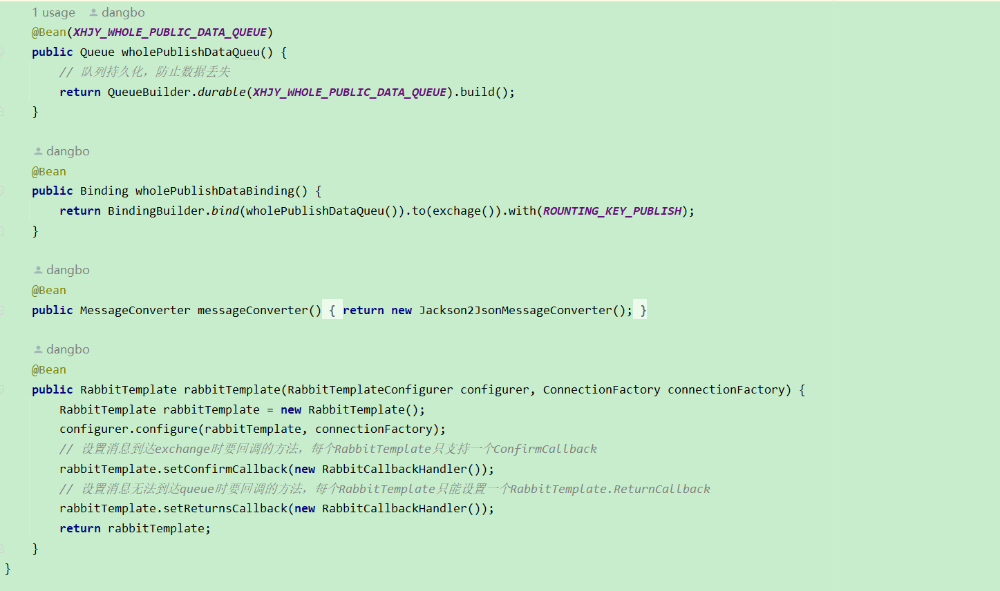 1 usage dangbo
@Bean(XHJY_WHOLE_PUBLIC_DATA_QUEUE)
public Queue wholePublishDataQueu() {
// 队列持久化，防止数据丢失
return QueueBuilder.durable(XHJY_WHOLE_PUBLIC_DATA_QUEUE).build();
}
dangbo
@Bean
public Binding wholePublishDataBinding() {
return BindingBuilder.bind(wholePublishDataQueu()).to(exchage()).with(ROUNTING_KEY_PUBLISH);
}
dangbo
@Bean
public MessageConverter messageConverter() { return new Jackson2JsonMessageConverter(); }
dangbo
@Bean
public RabbitTemplate rabbitTemplate(RabbitTemplateConfigurer configurer, ConnectionFactory connectionFactory) {
RabbitTemplate rabbitTemplate = new RabbitTemplate();
configurer.configure(rabbitTemplate, connectionFactory);
// 设置消息到达exchange时要回调的方法，每个RabbitTemplate只支持一个ConfirmCallback
rabbitTemplate.setConfirmCallback(new RabbitCallbackHandler());
// 设置消息无法到达queue时要回调的方法，每个RabbitTemplate只能设置一个RabbitTemplate.ReturnCallback
rabbitTemplate.setReturnsCallback(new RabbitCallbackHandler());
return rabbitTemplate;
}
}